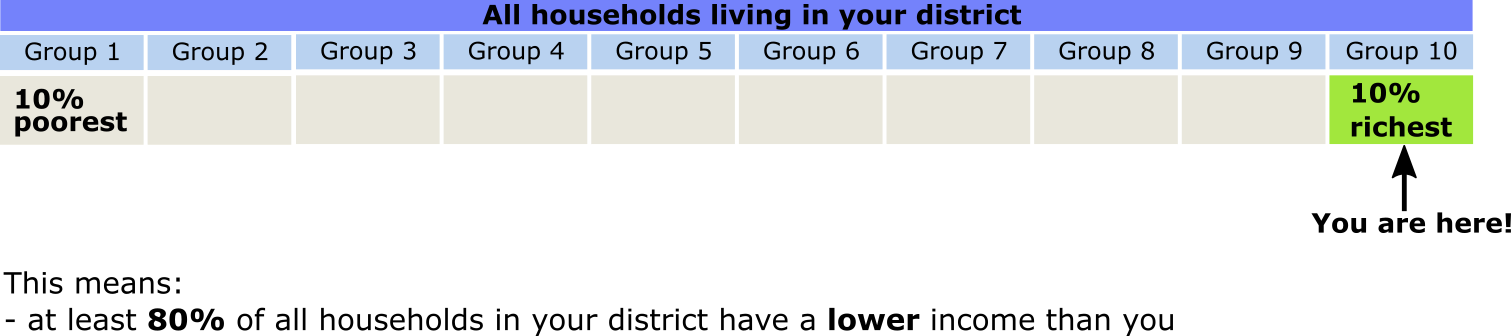 All households living in your district
Group 1 Group 2 Group 3 Group 4 Group 5 Group 6 Group 7 Group 8 Group 9 Group 10
10% poorest
10% richest
You are here!
This means:
- at least 80% of all households in your district have a lower income than you